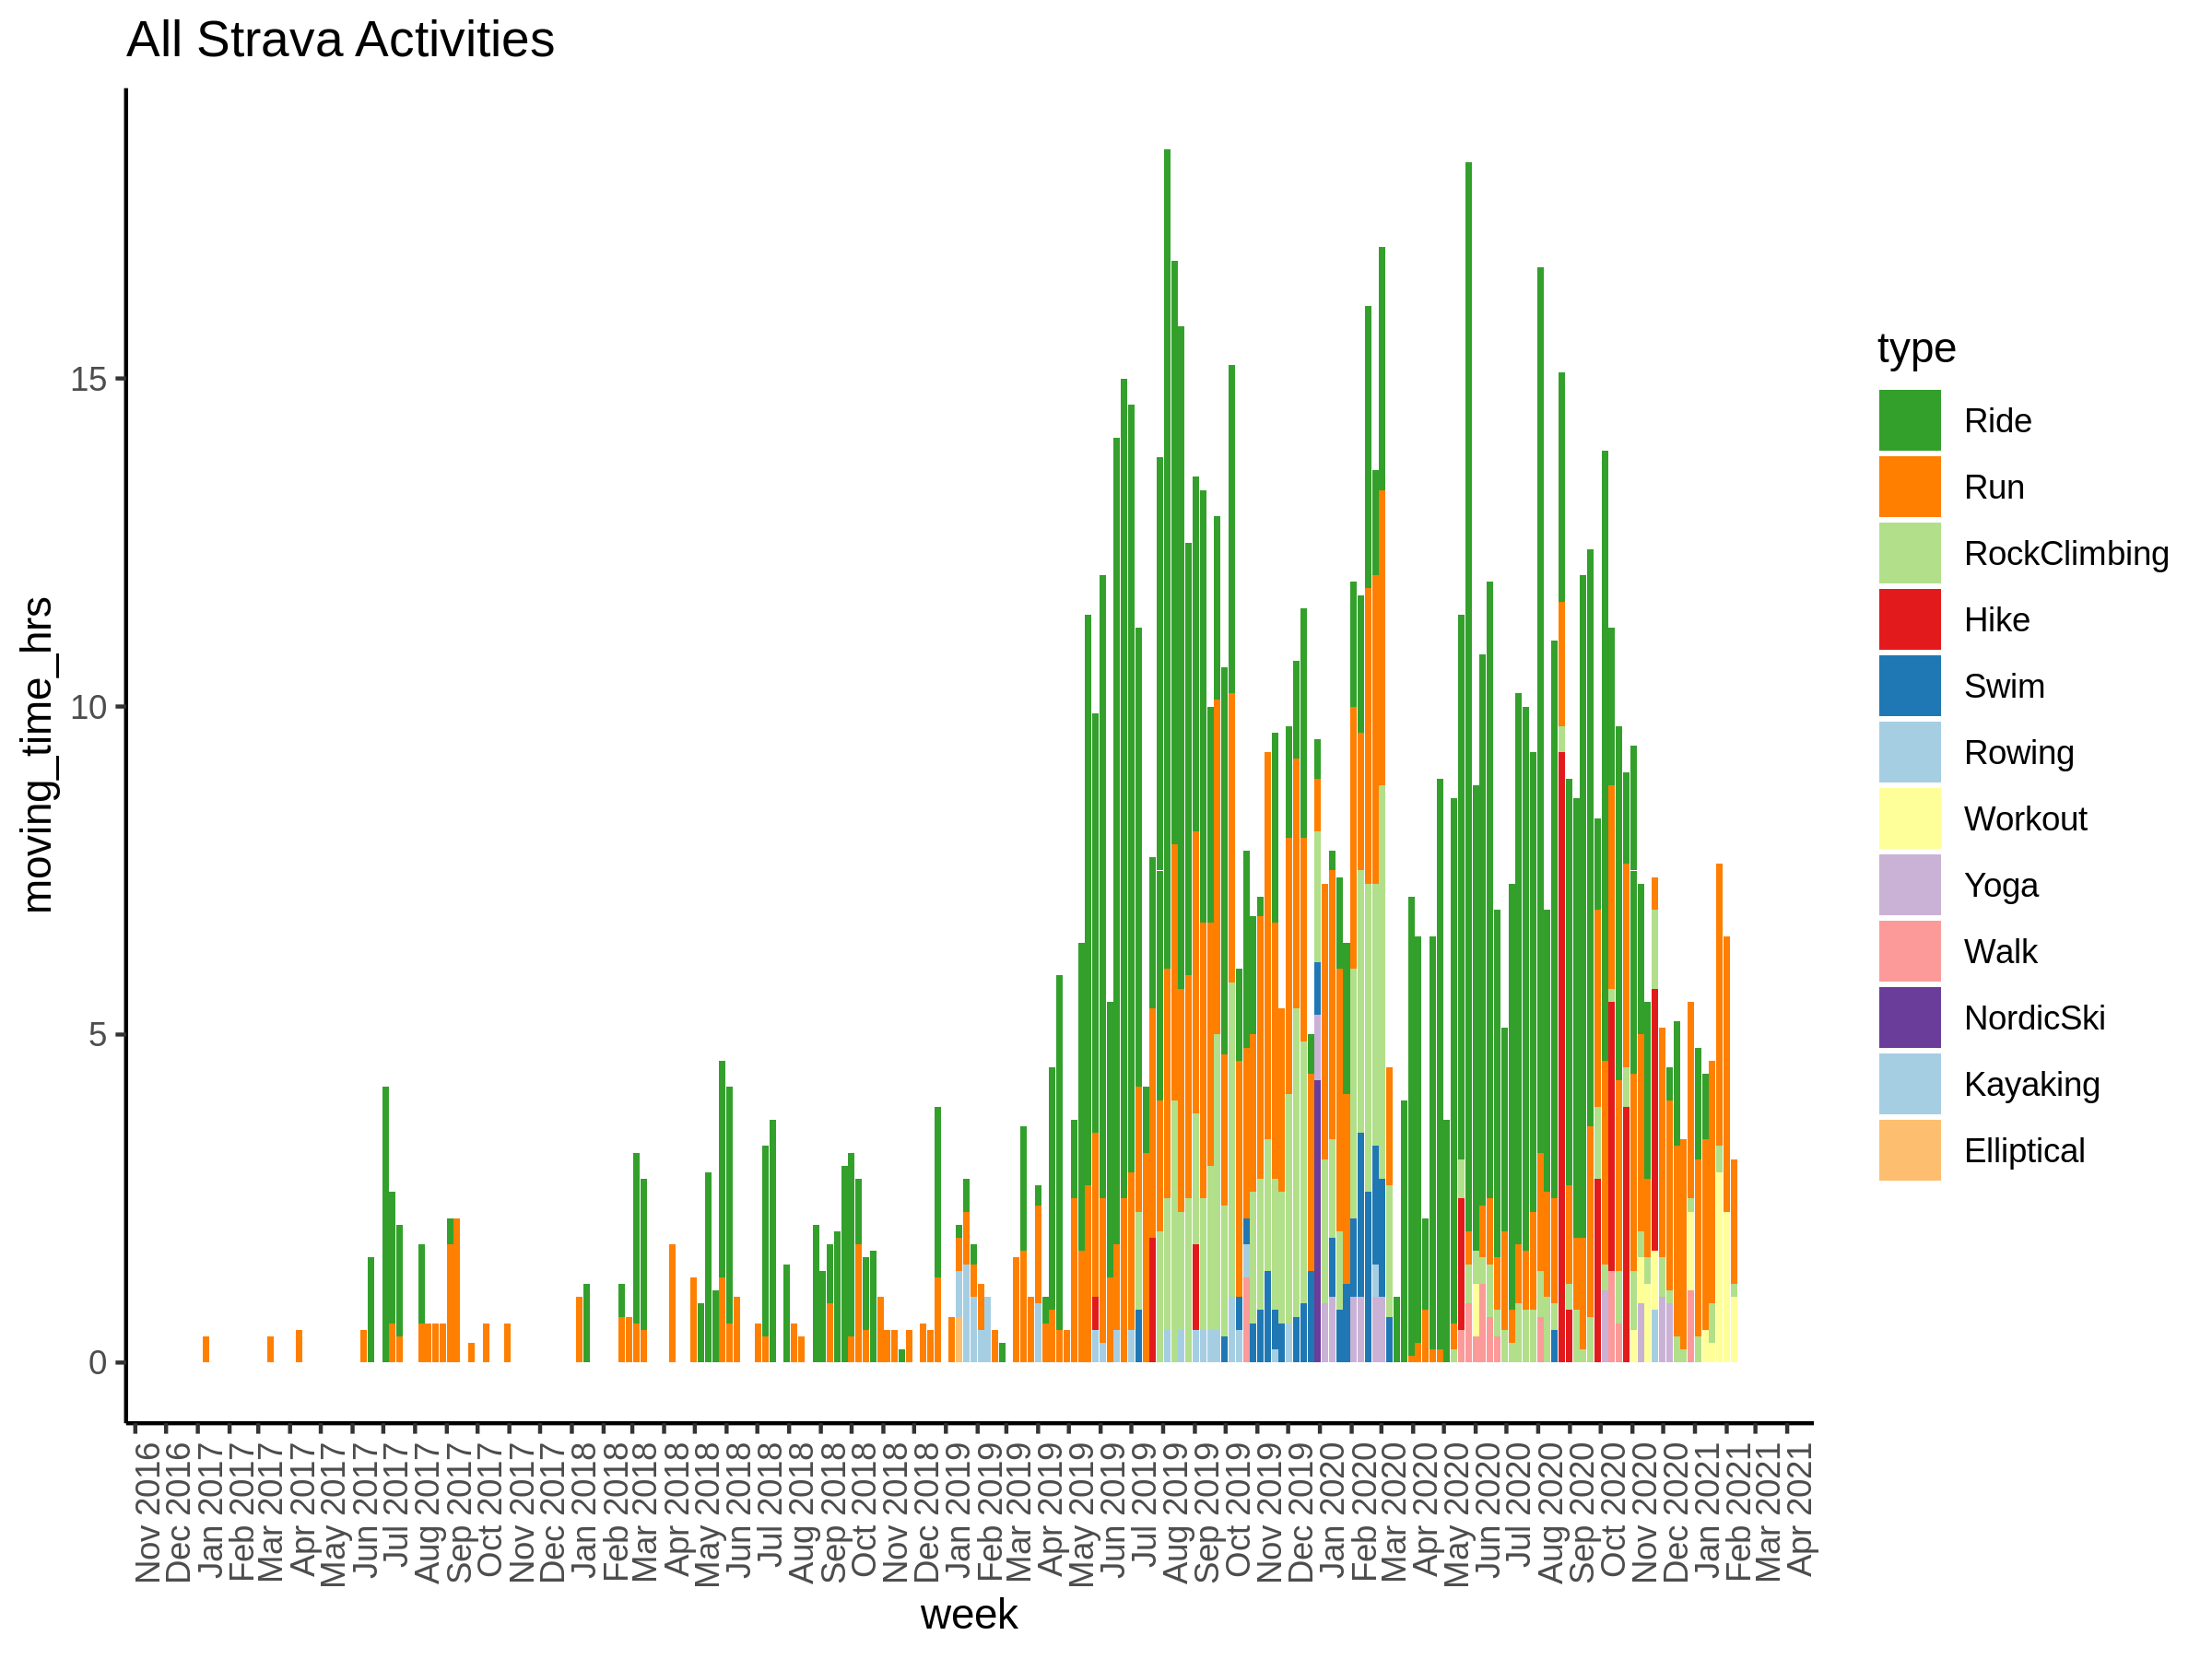 All Strava Activities
moving_time_hrs
15
10
5
0
Nov 2016
Dec 2016
Jan 2017
Feb 2017
Mar 2017
Apr 2017
May 2017
Jun 2017
Jul 2017
Aug 2017
Sep 2017
Oct 2017
Nov 2017
Dec 2017
Jan 2018
Feb 2018
Mar 2018
Apr 2018
May 2018
Jun 2018
Jul 2018
Aug 2018
Sep 2018
Oct 2018
Nov 2018
Dec 2018
Jan 2019
Feb 2019
Mar 2019
Apr 2019
May 2019
Jun 2019
Jul 2019
Aug 2019
Sep 2019
Oct 2019
Nov 2019
Dec 2019
Jan 2020
Feb 2020
Mar 2020
Apr 2020
May 2020
Jun 2020
Jul 2020
Aug 2020
Sep 2020
Oct 2020
Nov 2020
Dec 2020
Jan 2021
Feb 2021
Mar 2021
Apr 2021
week
type
Ride
Run
RockClimbing
Hike
Swim
Rowing
Workout
Yoga
Walk
NordicSki
Kayaking
Elliptical